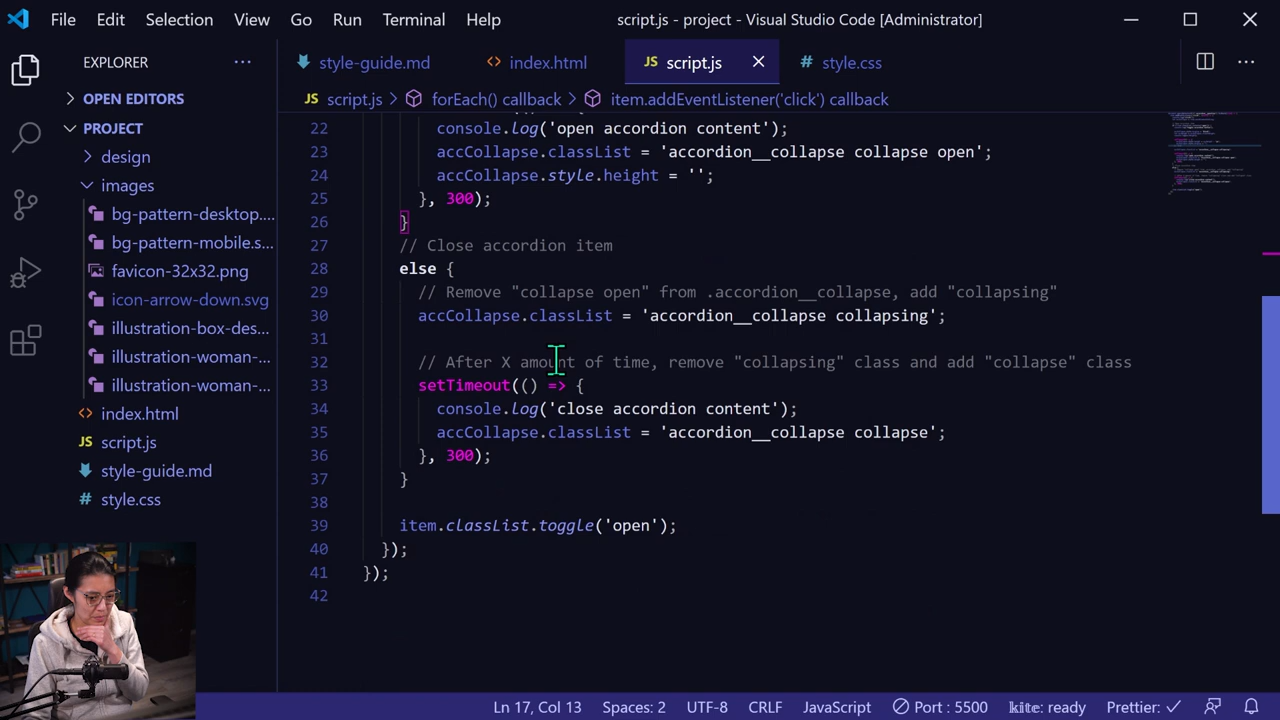 File Edit Selection View Go Run Terminal Help script.js - project - Visual Studio Code [Administrator]
EXPLORER
style-guide.md index.html JS script.js style.css
OPEN EDITORS
JS script.js > forEach() callback > item.addEventListener('click') callback
PROJECT
design
images
bg-pattern-desktop....
bg-pattern-mobile.s...
favicon-32x32.png
icon-arrow-down.svg
illustration-box-des...
illustration-woman-...
illustration-woman-...
index.html
JS script.js
style-guide.md
style.css
22 console.log('open accordion content');
23 accCollapse.classList = 'accordion__collapse collapse open';
24 accCollapse.style.height = '';
25 }, 300);
26 }
27 // Close accordion item
28 else {
29 // Remove "collapse open" from .accordion__collapse, add "collapsing"
30 accCollapse.classList = 'accordion__collapse collapsing';
31
32 // After X amount of time, remove "collapsing" class and add "collapse" class
33 setTimeout(() => {
34 console.log('close accordion content');
35 accCollapse.classList = 'accordion__collapse collapse';
36 }, 300);
37 }
38
39 item.classList.toggle('open');
40 });
41 });
42
Ln 17, Col 13 Spaces: 2 UTF-8 CRLF JavaScript Port : 5500 kite: ready Prettier: ✓